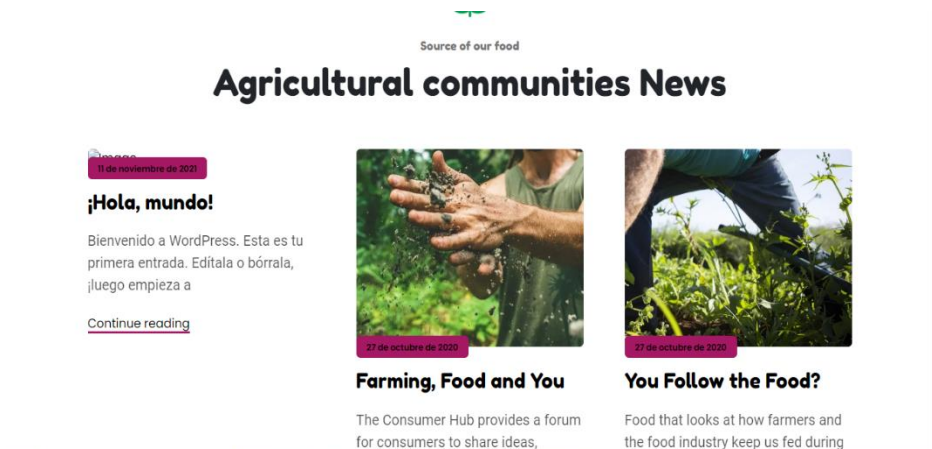 Source of our food
Agricultural communities News
Image
11 de noviembre de 2021
¡Hola, mundo!
Bienvenido a WordPress. Esta es tu
primera entrada. Edítala o bórrala,
¡luego empieza a
Continue reading
27 de octubre de 2020
Farming, Food and You
The Consumer Hub provides a forum
for consumers to share ideas,
27 de octubre de 2020
You Follow the Food?
Food that looks at how farmers and
the food industry keep us fed during